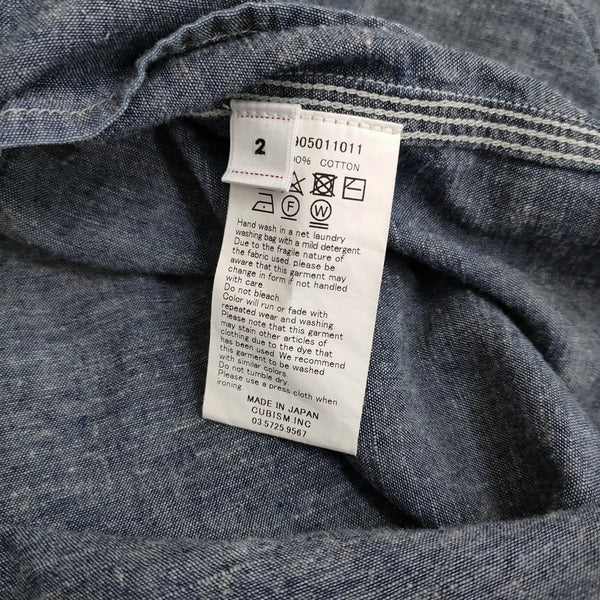 2
905011011
0% COTTON
F W
Hand wash in a net laundry
washing bag with a mild detergent.
Due to the fragile nature of
the fabric used, please be
aware that this garment may
change in form if not handled
with care.
Do not bleach.
Color will run or fade with
repeated wear and washing.
Please note that this garment
may stain other articles of
clothing due to the dye that
has been used. We recommend
this garment to be washed
with similar colors.
Do not tumble dry.
Please use a press cloth when
ironing.
MADE IN JAPAN
CUBISM INC
03.5725.9567